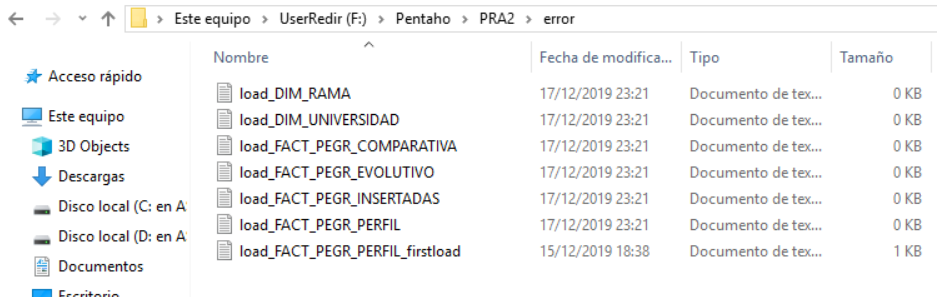 Este equipo > UserRedir (F:) > Pentaho > PRA2 > error
Nombre Fecha de modifica... Tipo Tamaño
Acceso rápido
Este equipo
3D Objects
Descargas
Disco local (C: en A
Disco local (D: en A
Documentos
Escritorio
load_DIM_RAMA 17/12/2019 23:21 Documento de tex... 0 KB
load_DIM_UNIVERSIDAD 17/12/2019 23:21 Documento de tex... 0 KB
load_FACT_PEGR_COMPARATIVA 17/12/2019 23:21 Documento de tex... 0 KB
load_FACT_PEGR_EVOLUTIVO 17/12/2019 23:21 Documento de tex... 0 KB
load_FACT_PEGR_INSERTADAS 17/12/2019 23:21 Documento de tex... 0 KB
load_FACT_PEGR_PERFIL 17/12/2019 23:21 Documento de tex... 0 KB
load_FACT_PEGR_PERFIL_firstload 15/12/2019 18:38 Documento de tex... 1 KB